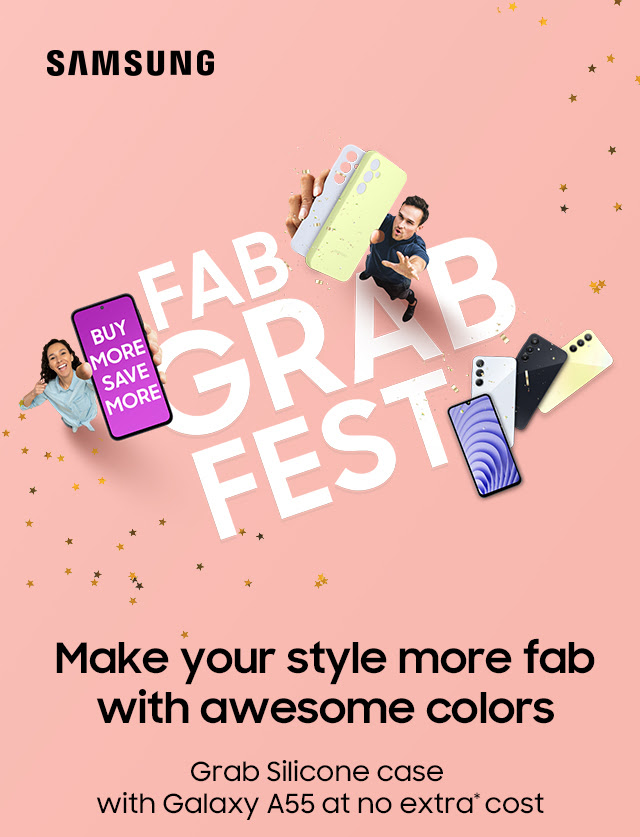 SAMSUNG
FAB
GRAB
FEST
BUY
MORE
SAVE
MORE
Make your style more fab
with awesome colors
Grab Silicone case
with Galaxy A55 at no extra* cost